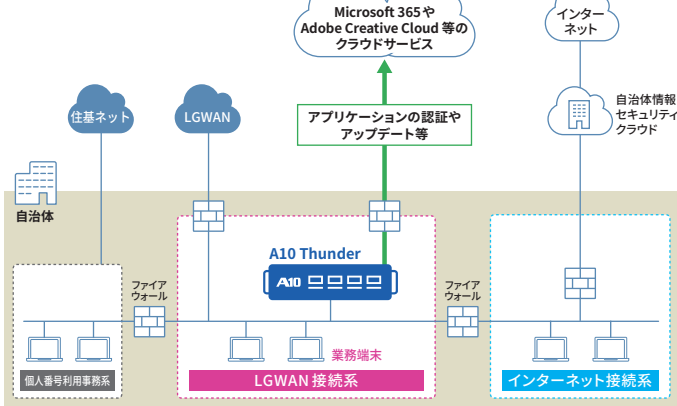 Microsoft 365や
Adobe Creative Cloud 等の
クラウドサービス
インター
ネット
住基ネット
LGWAN
アプリケーションの認証や
アップデート等
自治体情報
セキュリティ
クラウド
自治体
A10 Thunder
A10
ファイア
ウォール
ファイア
ウォール
業務端末
個人番号利用事務系
LGWAN 接続系
インターネット接続系